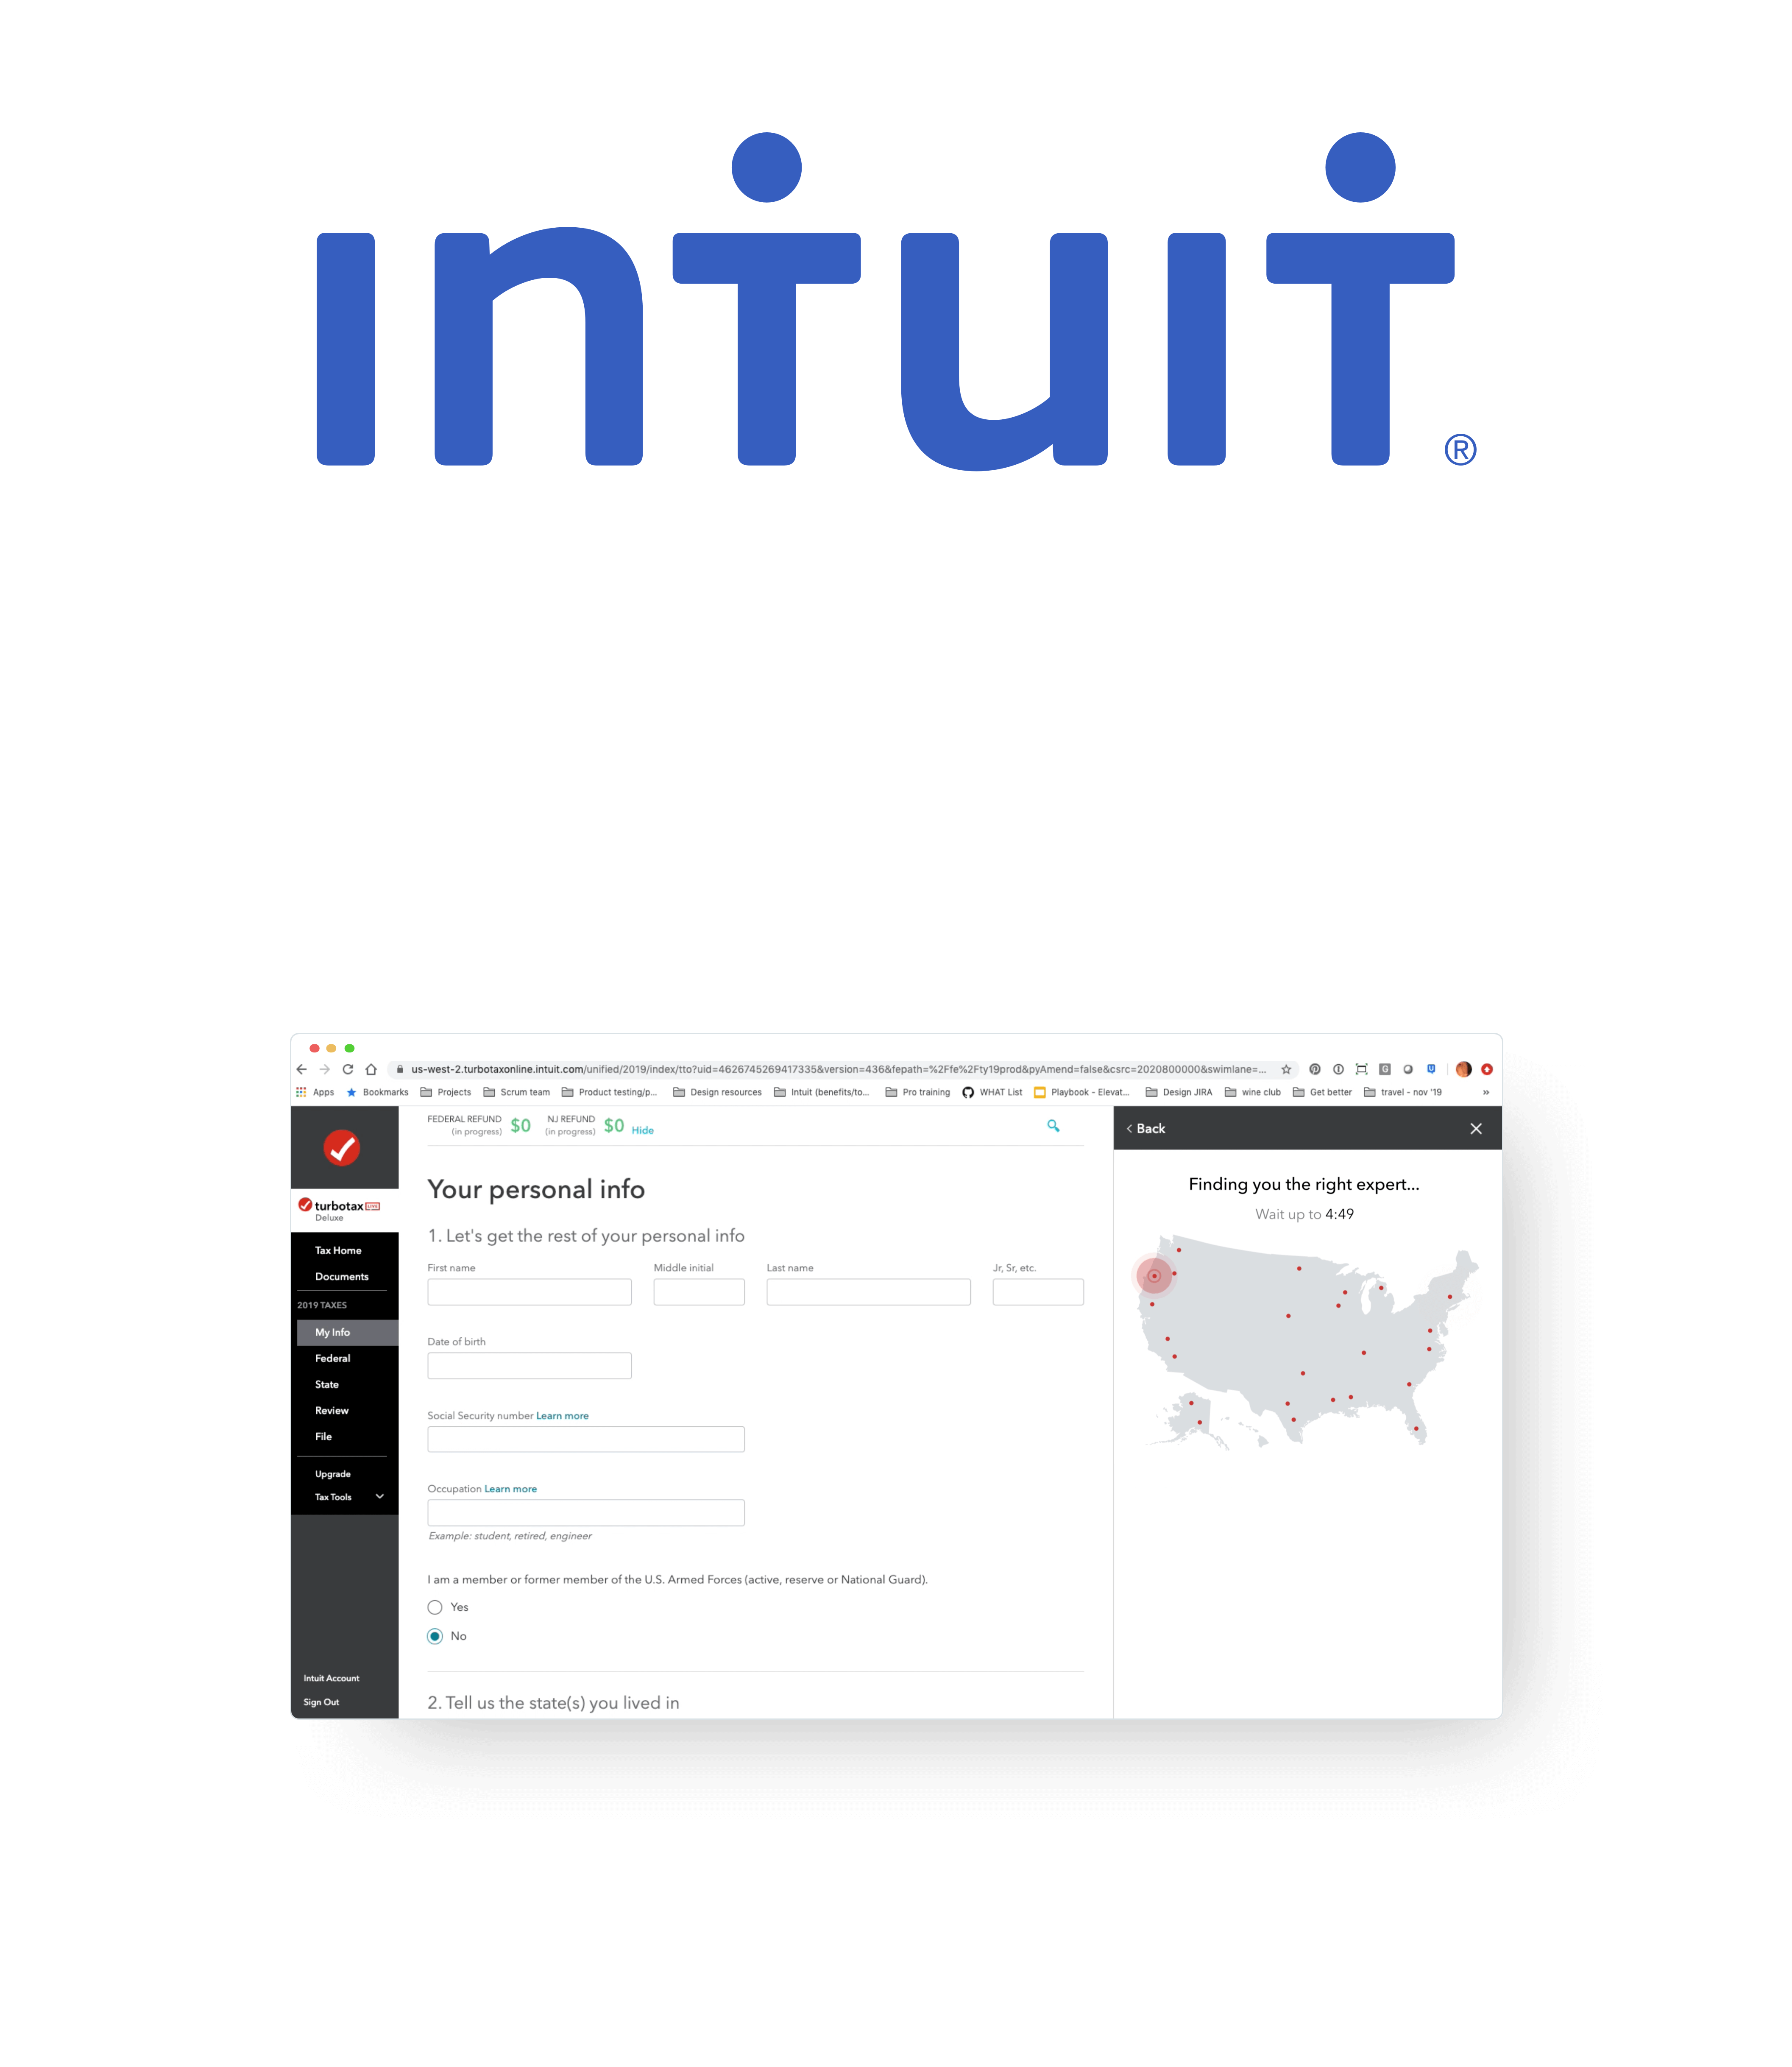 intuit®
us-west-2.turbotaxonline.intuit.com/unified/2019/index/tto?uid=4626745269417335&version=436&fepath=%2Ffe%2Fty19prod&pyAmend=false&csrc=2020800000&swimlane=...
Apps Bookmarks Projects Scrum team Product testing/p... Design resources Intuit (benefits/to... Pro training WHAT List Playbook - Elevat... Design JIRA wine club Get better travel - nov '19 »
turbotax LIVE
Deluxe
Tax Home
Documents
2019 TAXES
My Info
Federal
State
Review
File
Upgrade
Tax Tools
Intuit Account
Sign Out
FEDERAL REFUND
(in progress)
$0
NJ REFUND
(in progress)
$0
Hide
Your personal info
1. Let's get the rest of your personal info
First name Middle initial Last name Jr, Sr, etc.
Date of birth
Social Security number Learn more
Occupation Learn more
Example: student, retired, engineer
I am a member or former member of the U.S. Armed Forces (active, reserve or National Guard).
Yes
No
2. Tell us the state(s) you lived in
Back
Finding you the right expert...
Wait up to 4:49